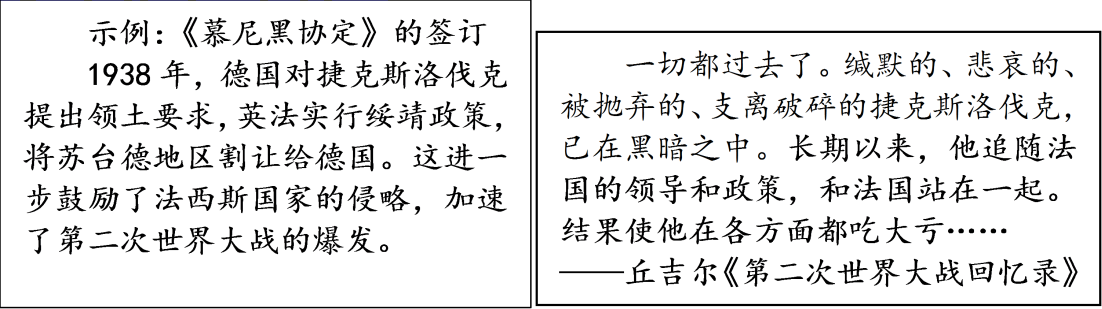 示例：《慕尼黑协定》的签订
1938 年，德国对捷克斯洛伐克
提出领土要求，英法实行绥靖政策，
将苏台德地区割让给德国。这进一
步鼓励了法西斯国家的侵略，加速
了第二次世界大战的爆发。
一切都过去了。缄默的、悲哀的、
被抛弃的、支离破碎的捷克斯洛伐克，
已在黑暗之中。长期以来，他追随法
国的领导和政策，和法国站在一起。
结果使他在各方面都吃大亏……
——丘吉尔《第二次世界大战回忆录》